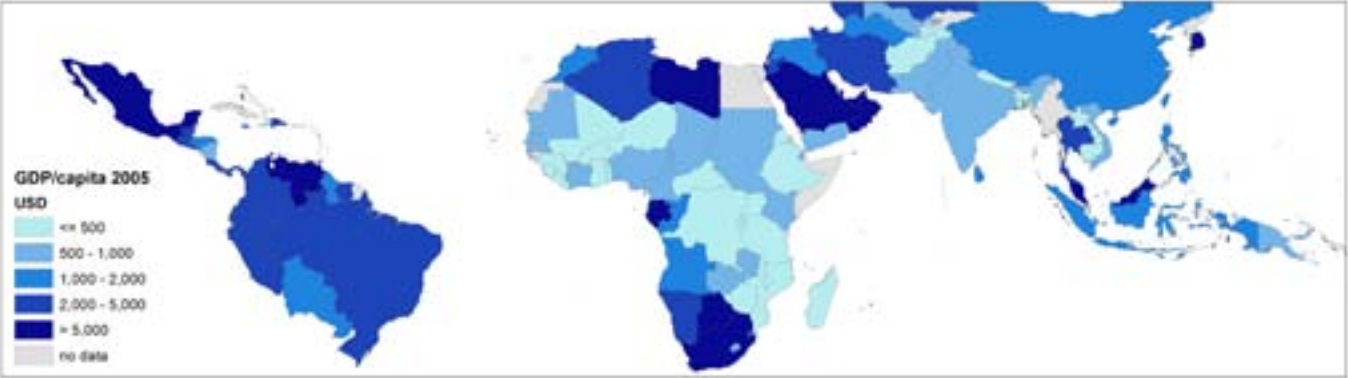 GDP/capita 2005
USD
<= 500
500 - 1,000
1,000 - 2,000
2,000 - 5,000
> 5,000
no data